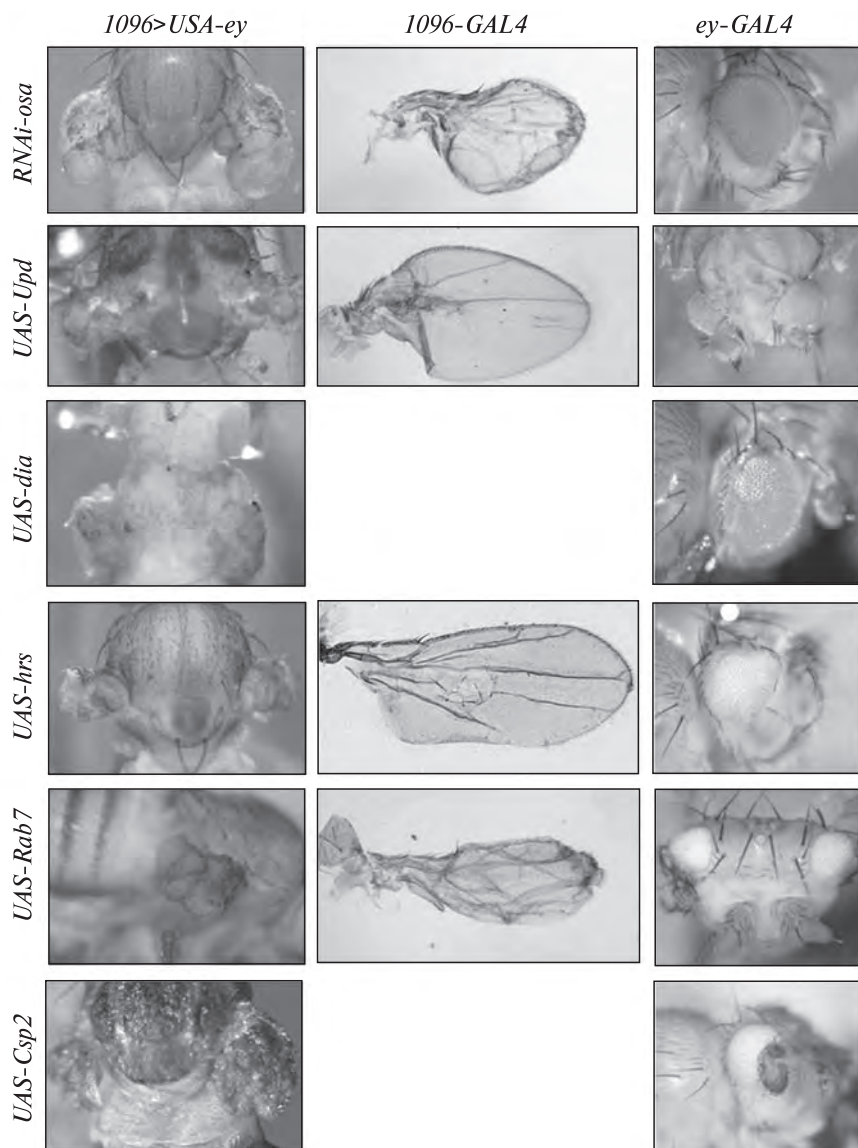 1096>USA-ey 1096-GAL4 ey-GAL4
RNAi-osa
UAS-Upd
UAS-dia
UAS-hrs
UAS-Rab7
UAS-Csp2